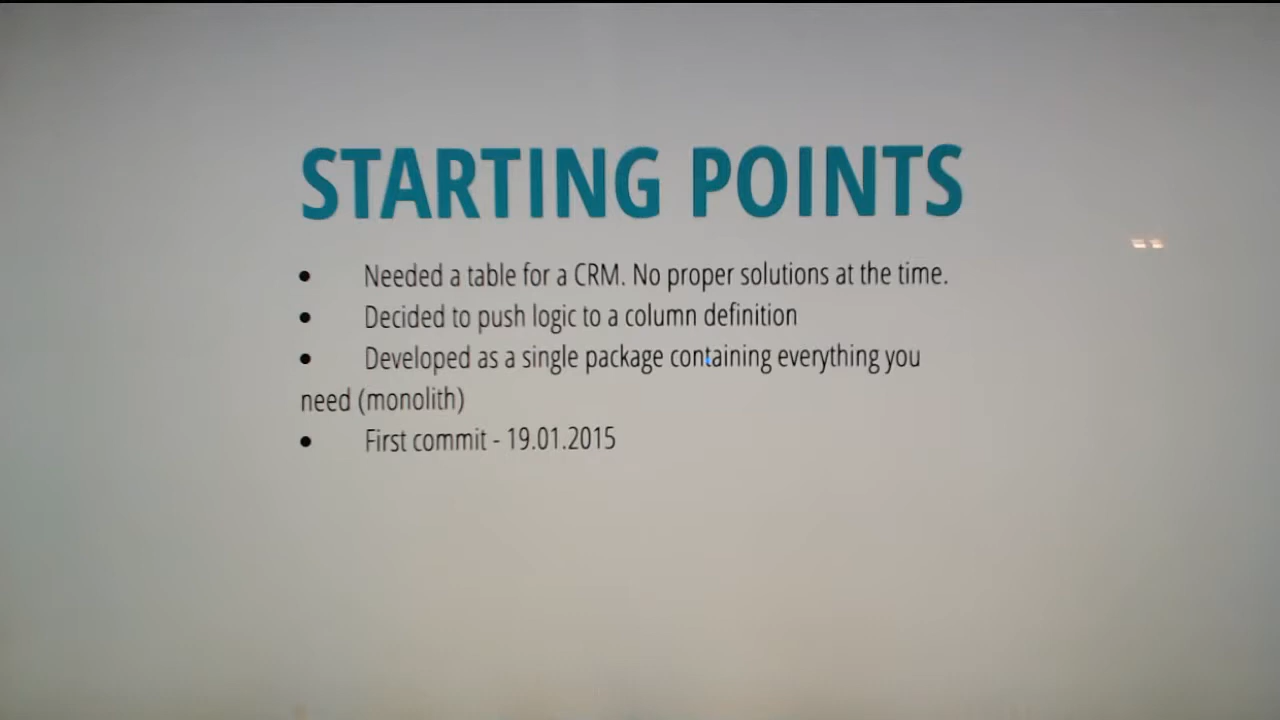 STARTING POINTS
• Needed a table for a CRM. No proper solutions at the time.
• Decided to push logic to a column definition
• Developed as a single package containing everything you
need (monolith)
• First commit - 19.01.2015